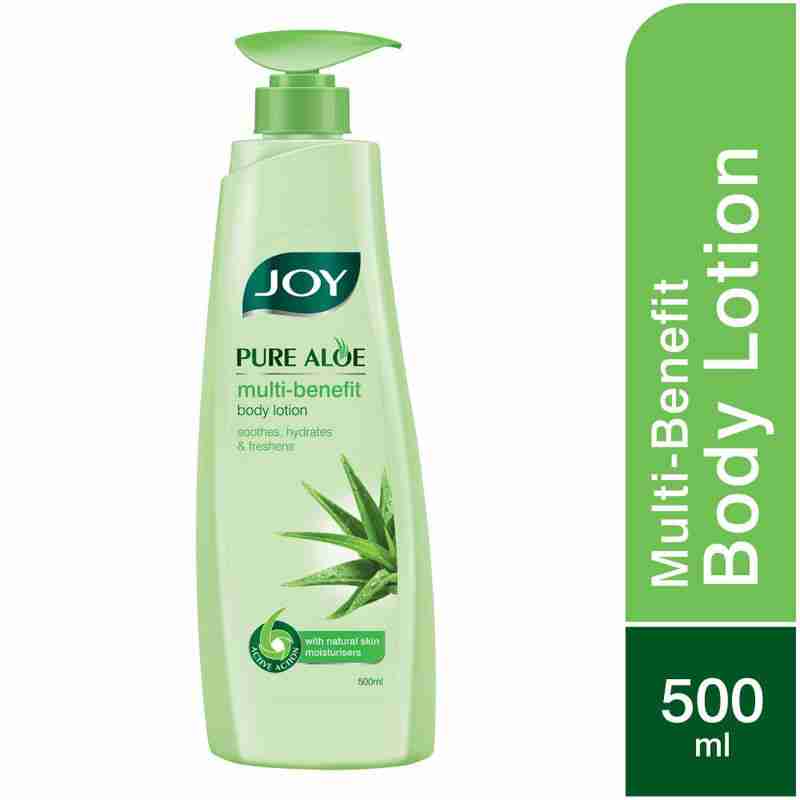 JOY
PURE ALOE
multi-benefit
body lotion
soothes, hydrates
& freshens
ACTIVE ACTION
with natural skin
moisturisers
500ml
Multi-Benefit
Body Lotion
500
ml